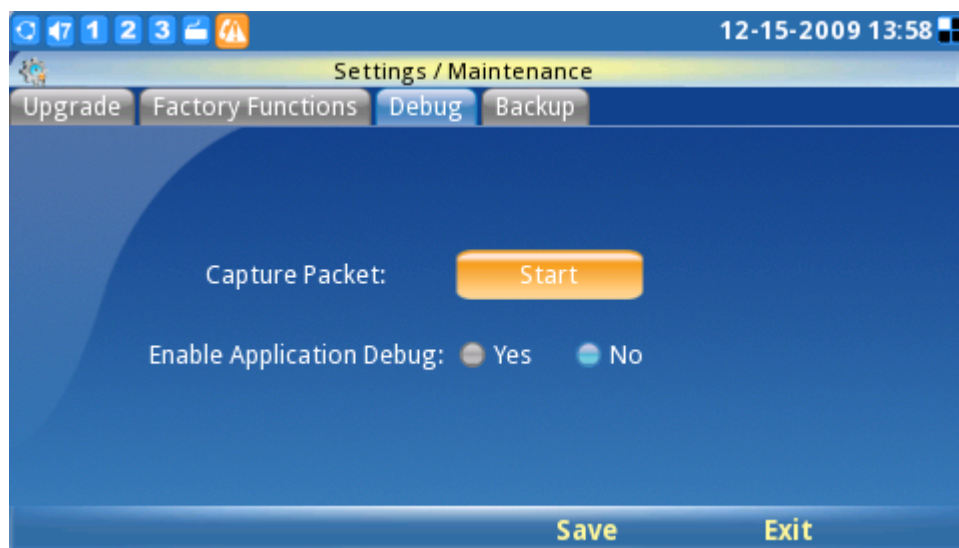 7 1 2 3 12-15-2009 13:58
Settings / Maintenance
Upgrade Factory Functions Debug Backup
Capture Packet: Start
Enable Application Debug: Yes No
Save Exit